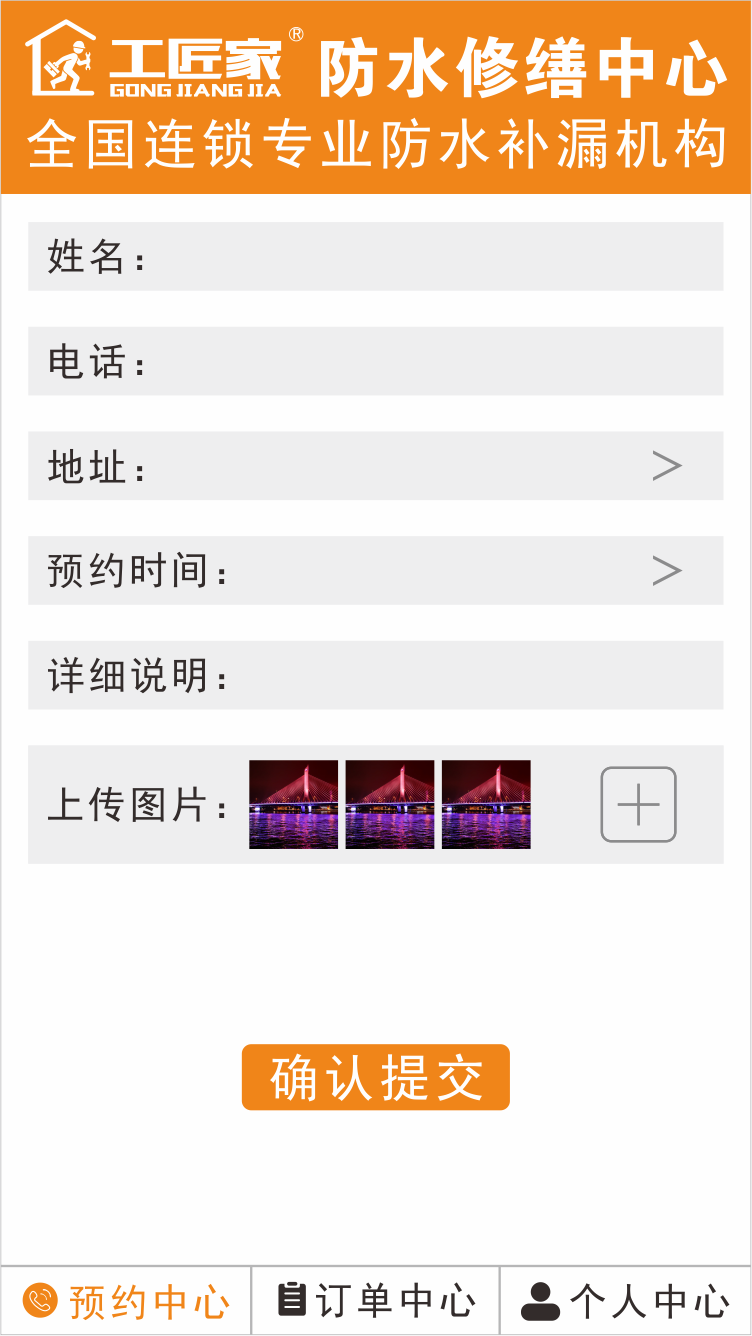 工匠家® 防水修缮中心
GONG JIANG JIA
全国连锁专业防水补漏机构
姓名：
电话：
地址： >
预约时间： >
详细说明：
上传图片：
确认提交
预约中心 订单中心 个人中心